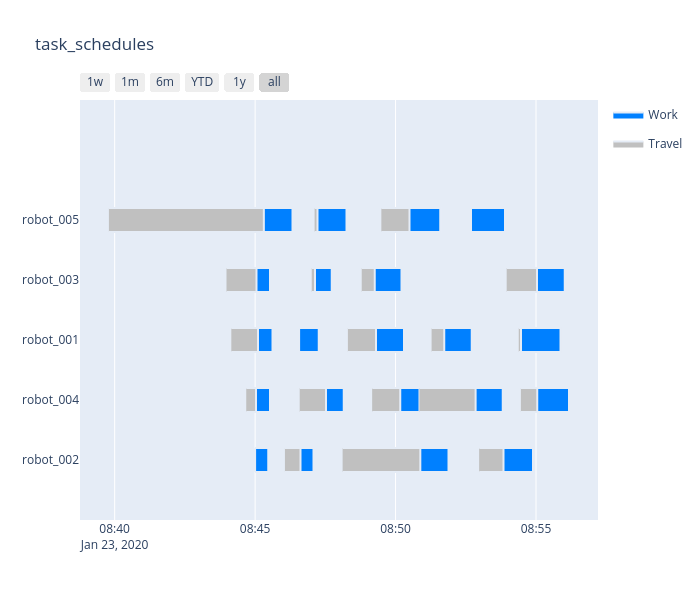 task_schedules
1w 1m 6m YTD 1y all
Work
Travel
robot_005
robot_003
robot_001
robot_004
robot_002
08:40 08:45 08:50 08:55
Jan 23, 2020